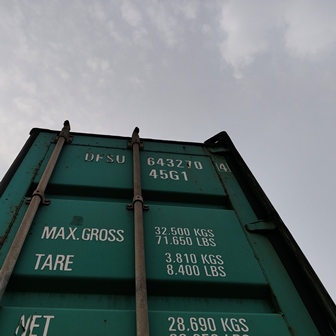 DFSU 643270 4
45G1
MAX.GROSS 32.500 KGS
71.650 LBS
TARE 3.810 KGS
8.400 LBS
NET 28.690 KGS